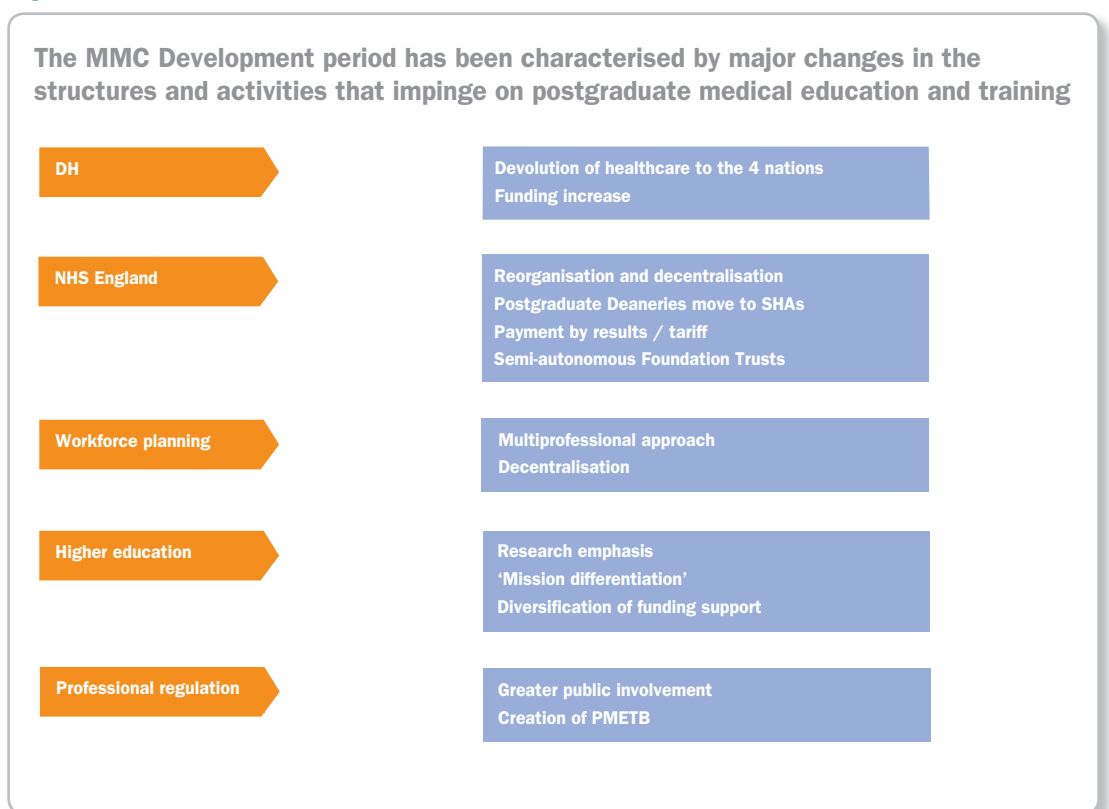 The MMC Development period has been characterised by major changes in the
structures and activities that impinge on postgraduate medical education and training
DH
Devolution of healthcare to the 4 nations
Funding increase
NHS England
Reorganisation and decentralisation
Postgraduate Deaneries move to SHAs
Payment by results / tariff
Semi-autonomous Foundation Trusts
Workforce planning
Multiprofessional approach
Decentralisation
Higher education
Research emphasis
‘Mission differentiation’
Diversification of funding support
Professional regulation
Greater public involvement
Creation of PMETB